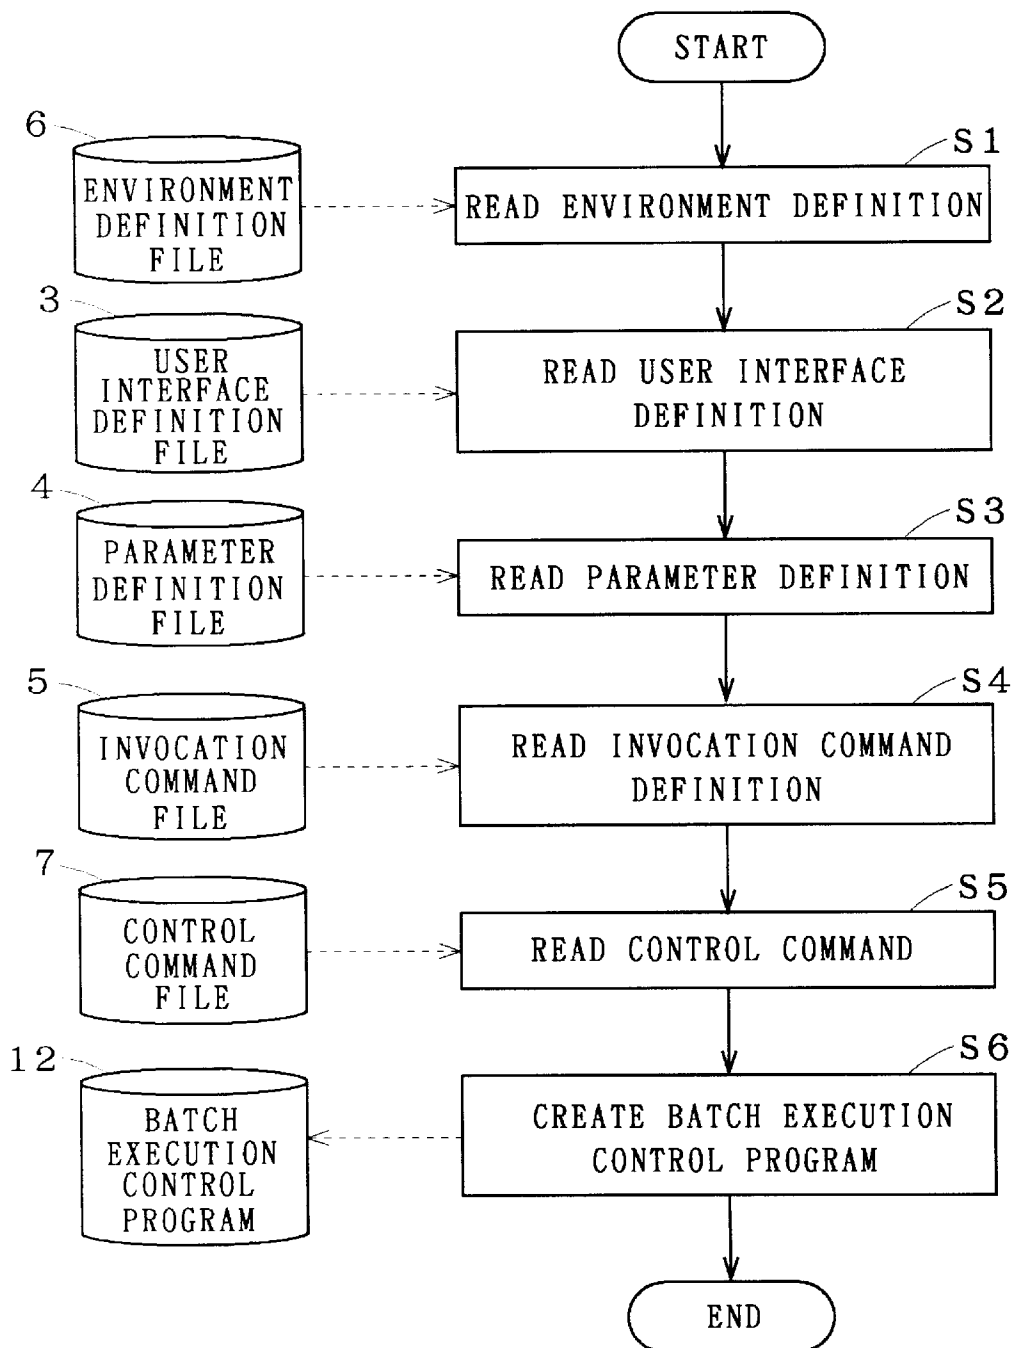 START
6
ENVIRONMENT
DEFINITION
FILE
S1
READ ENVIRONMENT DEFINITION
3
USER
INTERFACE
DEFINITION
FILE
S2
READ USER INTERFACE
DEFINITION
4
PARAMETER
DEFINITION
FILE
S3
READ PARAMETER DEFINITION
5
INVOCATION
COMMAND
FILE
S4
READ INVOCATION COMMAND
DEFINITION
7
CONTROL
COMMAND
FILE
S5
READ CONTROL COMMAND
12
BATCH
EXECUTION
CONTROL
PROGRAM
S6
CREATE BATCH EXECUTION
CONTROL PROGRAM
END